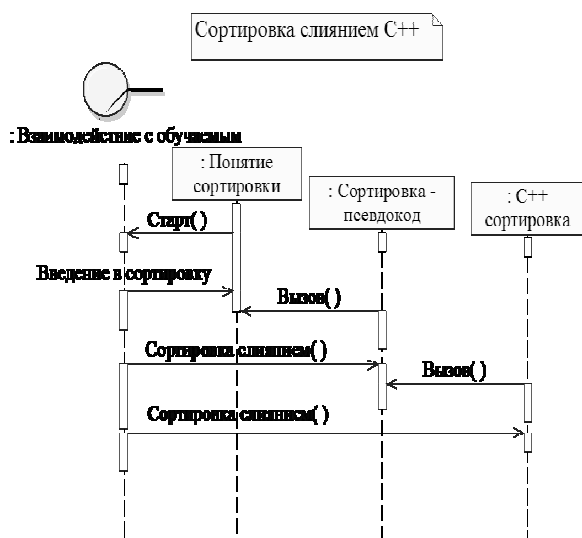 Сортировка слиянием C++
: Взаимодействие с обучаемым
: Понятие
сортировки
: Сортировка -
псевдокод
: C++
сортировка
Старт( )
Введение в сортировку
Вызов( )
Сортировка слиянием( )
Вызов( )
Сортировка слиянием( )